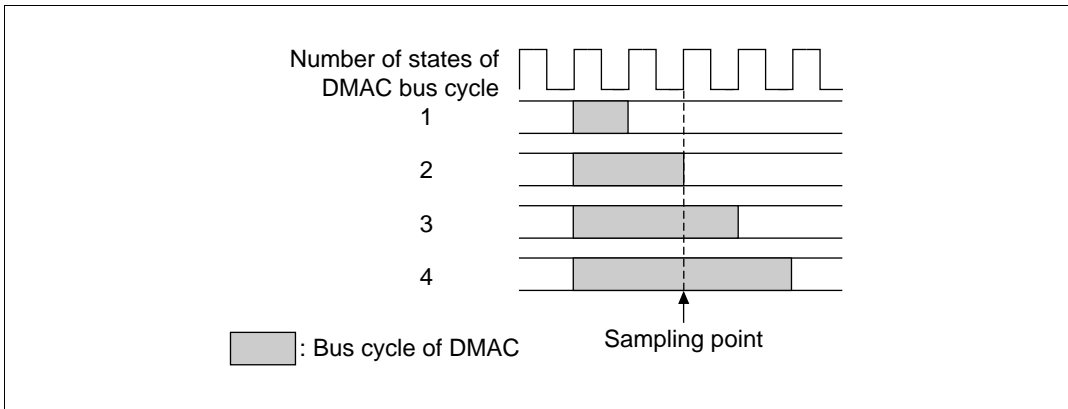 Number of states of
DMAC bus cycle
1
2
3
4
Sampling point
: Bus cycle of DMAC